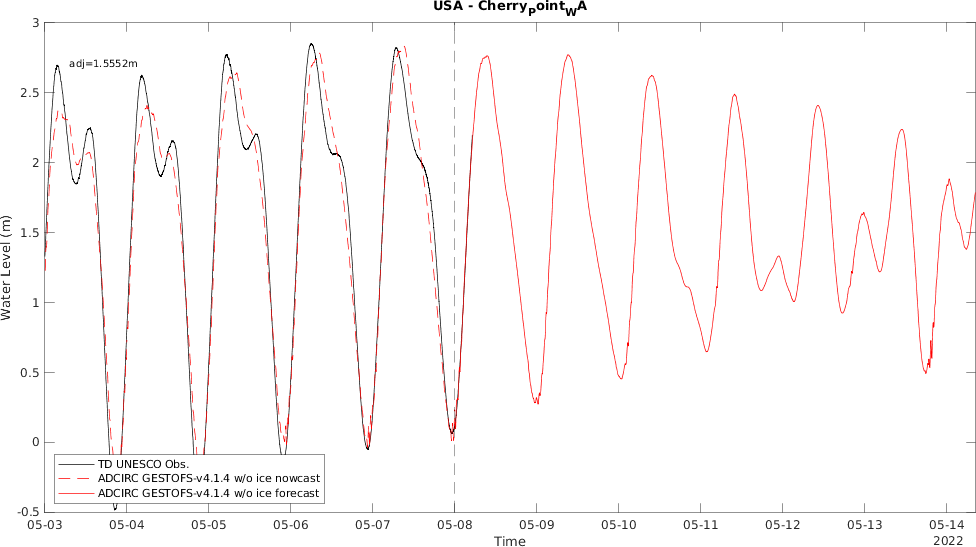 USA - Cherry_Point_WA
3
2.5
2
1.5
1
0.5
0
-0.5
Water Level (m)
adj=1.5552m
TD UNESCO Obs.
ADCIRC GESTOFS-v4.1.4 w/o ice nowcast
ADCIRC GESTOFS-v4.1.4 w/o ice forecast
05-03 05-04 05-05 05-06 05-07 05-08 05-09 05-10 05-11 05-12 05-13 05-14
Time
2022